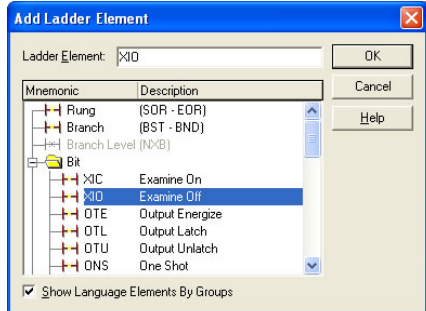 Add Ladder Element
Ladder Element: XIO
OK
Cancel
Help
Mnemonic Description
Rung (SOR - EOR)
Branch (BST - BND)
Branch Level (NXB)
Bit
XIC Examine On
XIO Examine Off
OTE Output Energize
OTL Output Latch
OTU Output Unlatch
ONS One Shot
Show Language Elements By Groups